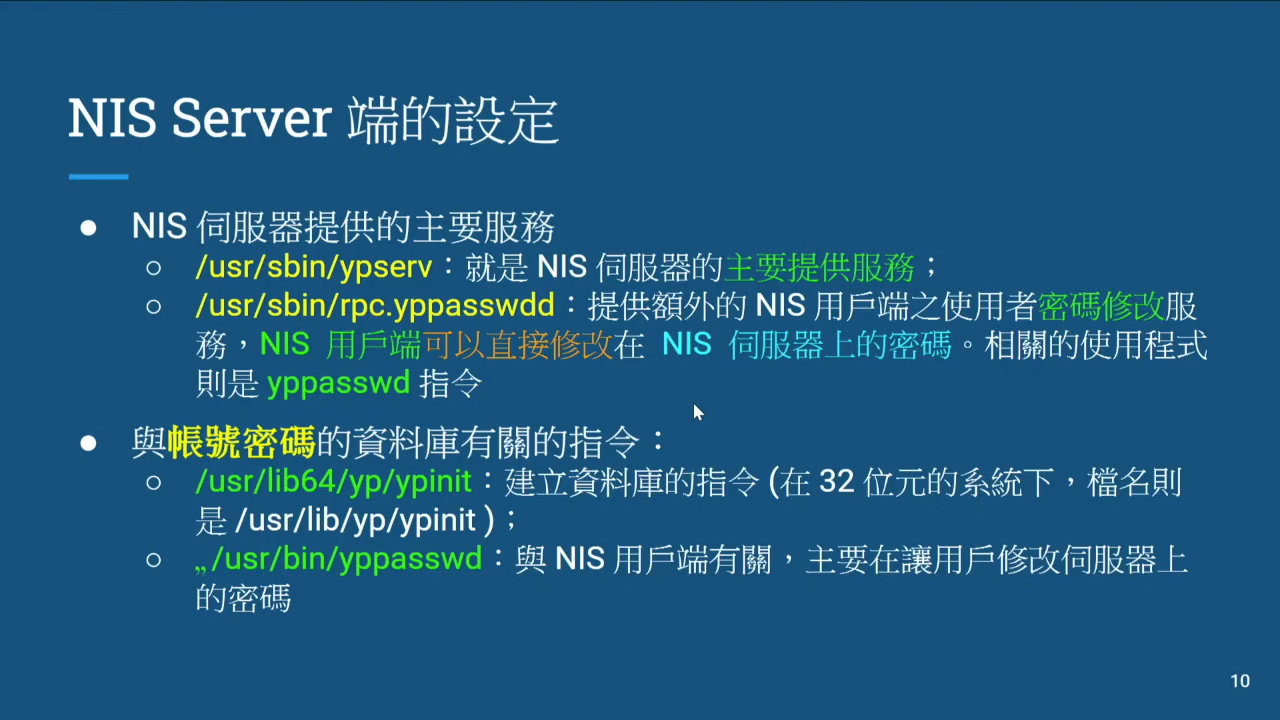 NIS Server 端的設定
● NIS 伺服器提供的主要服務
○ /usr/sbin/ypserv：就是 NIS 伺服器的主要提供服務；
○ /usr/sbin/rpc.yppasswdd：提供額外的 NIS 用戶端之使用者密碼修改服
務，NIS 用戶端可以直接修改在 NIS 伺服器上的密碼。相關的使用程式
則是 yppasswd 指令
● 與帳號密碼的資料庫有關的指令：
○ /usr/lib64/yp/ypinit：建立資料庫的指令 (在 32 位元的系統下，檔名則
是 /usr/lib/yp/ypinit )；
○ „ /usr/bin/yppasswd：與 NIS 用戶端有關，主要在讓用戶修改伺服器上
的密碼
10